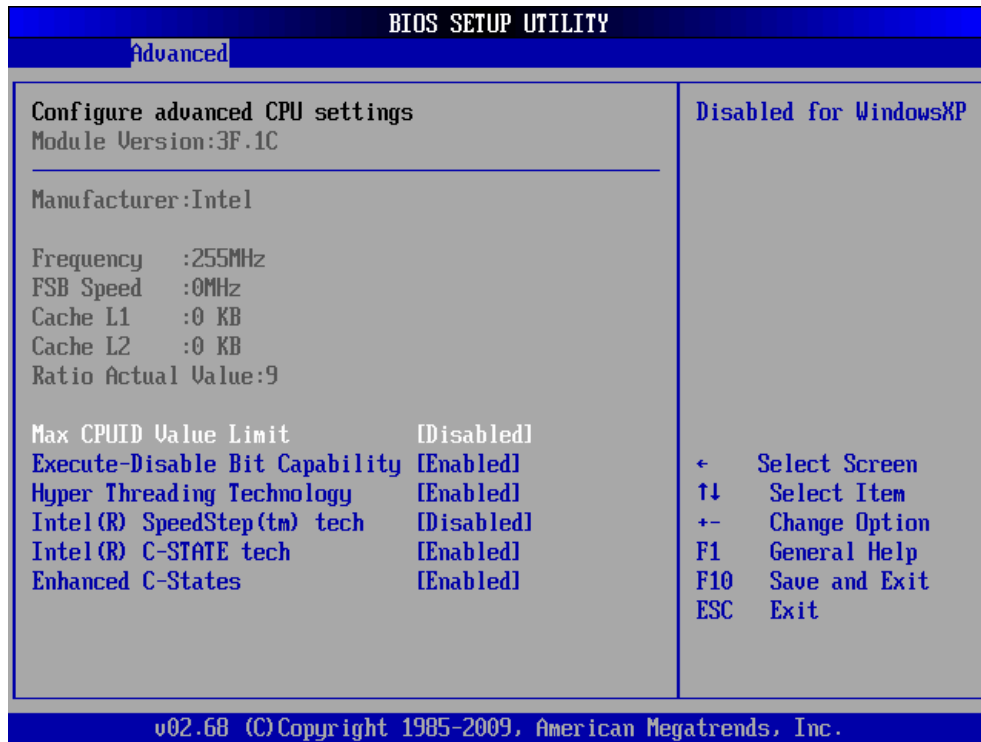 BIOS SETUP UTILITY
Advanced
Configure advanced CPU settings
Module Version:3F.1C
Manufacturer:Intel
Frequency :255MHz
FSB Speed :0MHz
Cache L1 :0 KB
Cache L2 :0 KB
Ratio Actual Value:9
Max CPUID Value Limit [Disabled]
Execute-Disable Bit Capability [Enabled]
Hyper Threading Technology [Enabled]
Intel(R) SpeedStep(tm) tech [Disabled]
Intel(R) C-STATE tech [Enabled]
Enhanced C-States [Enabled]
Disabled for WindowsXP
← Select Screen
↑↓ Select Item
+- Change Option
F1 General Help
F10 Save and Exit
ESC Exit
v02.68 (C)Copyright 1985-2009, American Megatrends, Inc.